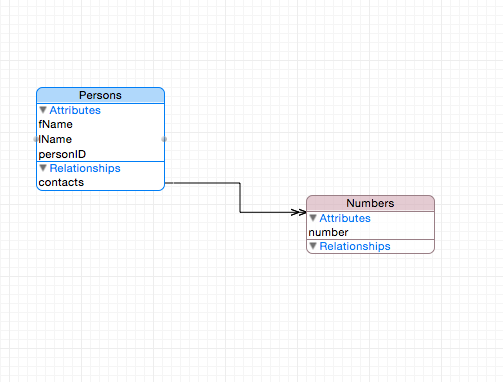 Persons
Attributes
fName
lName
personID
Relationships
contacts
Numbers
Attributes
number
Relationships